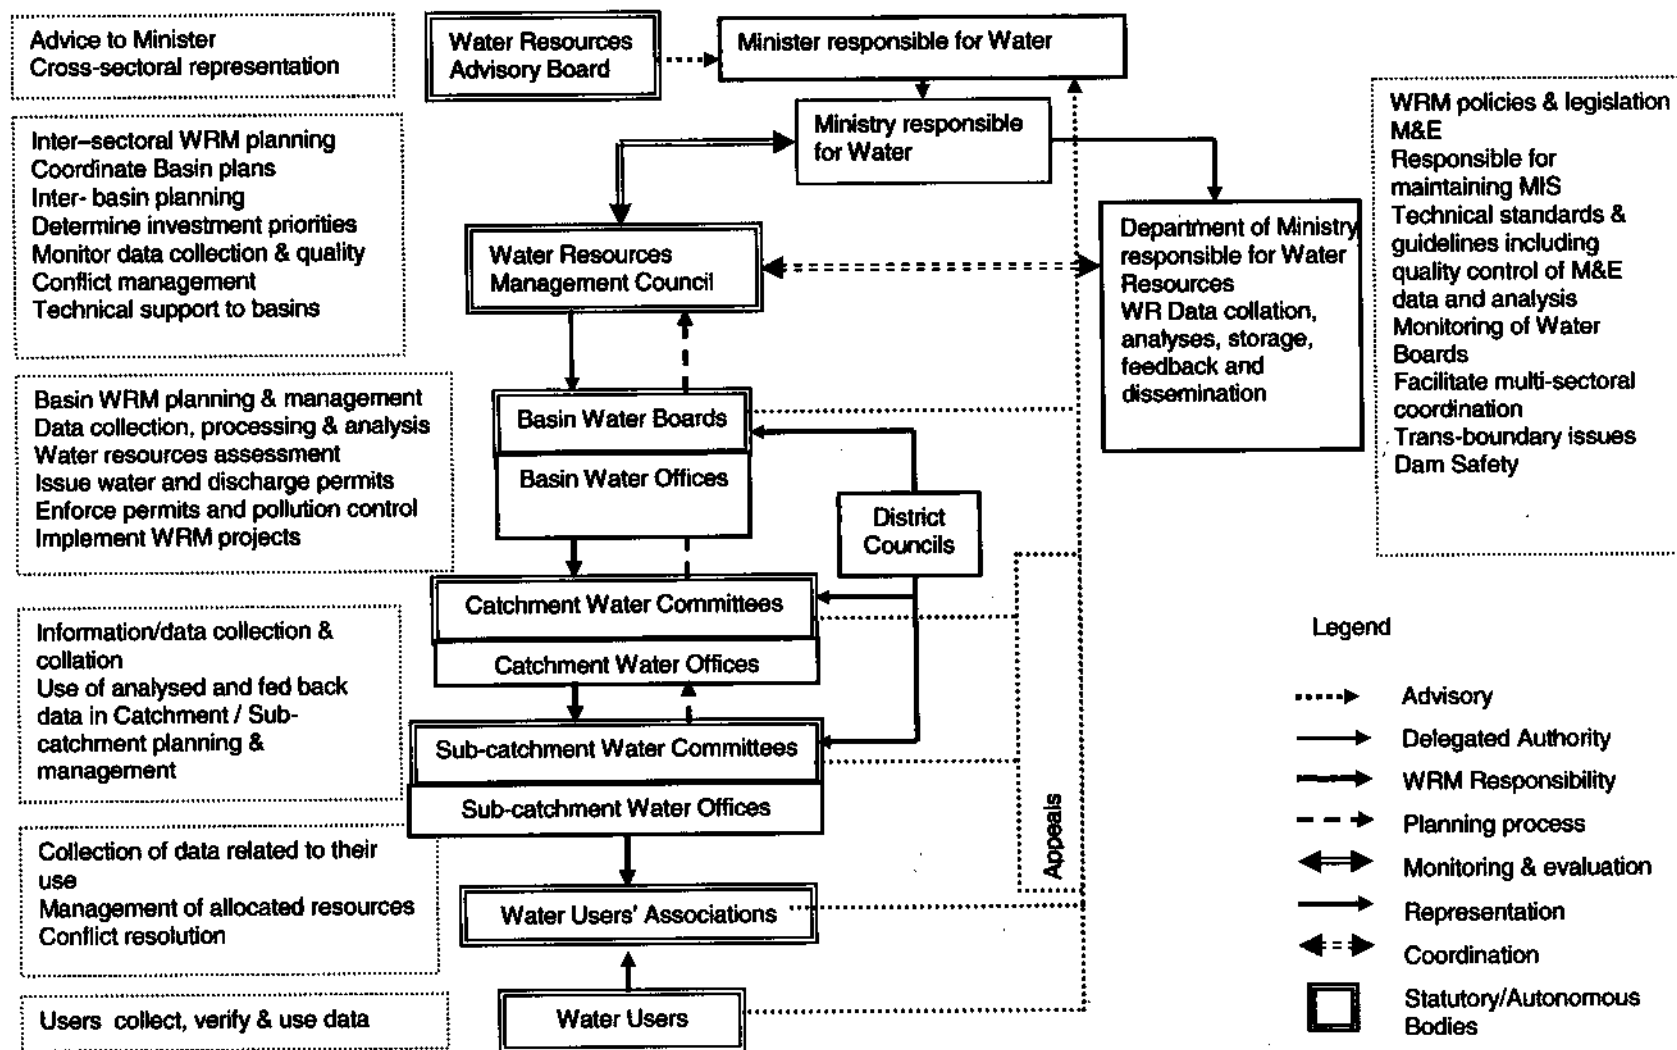 Advice to Minister
Cross-sectoral representation
Water Resources
Advisory Board
Minister responsible for Water
Inter–sectoral WRM planning
Coordinate Basin plans
Inter- basin planning
Determine investment priorities
Monitor data collection & quality
Conflict management
Technical support to basins
Ministry responsible
for Water
WRM policies & legislation
M&E
Responsible for
maintaining MIS
Technical standards &
guidelines including
quality control of M&E
data and analysis
Monitoring of Water
Boards
Facilitate multi-sectoral
coordination
Trans-boundary issues
Dam Safety
Water Resources
Management Council
Department of Ministry
responsible for Water
Resources
WR Data collation,
analyses, storage,
feedback and
dissemination
Basin WRM planning & management
Data collection, processing & analysis
Water resources assessment
Issue water and discharge permits
Enforce permits and pollution control
Implement WRM projects
Basin Water Boards
Basin Water Offices
District
Councils
Catchment Water Committees
Catchment Water Offices
Information/data collection &
collation
Use of analysed and fed back
data in Catchment / Sub-
catchment planning &
management
Sub-catchment Water Committees
Sub-catchment Water Offices
Appeals
Collection of data related to their
use
Management of allocated resources
Conflict resolution
Water Users' Associations
Users collect, verify & use data
Water Users
Legend
Advisory
Delegated Authority
WRM Responsibility
Planning process
Monitoring & evaluation
Representation
Coordination
Statutory/Autonomous
Bodies